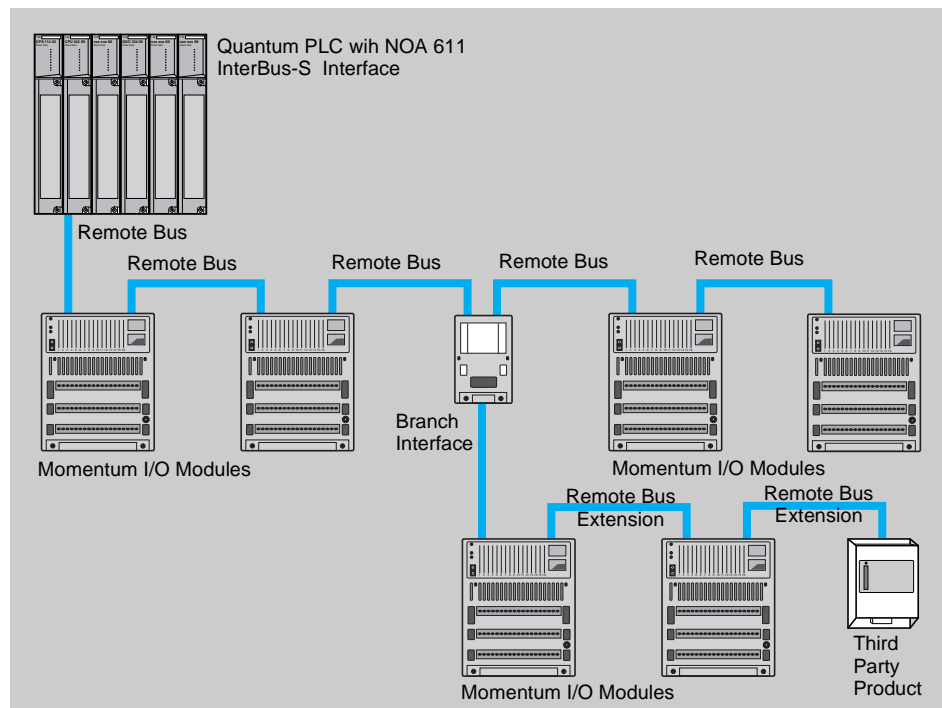 Quantum PLC wih NOA 611
InterBus-S Interface
Remote Bus
Remote Bus
Remote Bus
Remote Bus
Remote Bus
Branch
Interface
Momentum I/O Modules
Momentum I/O Modules
Remote Bus
Extension
Remote Bus
Extension
Third
Party
Product
Momentum I/O Modules